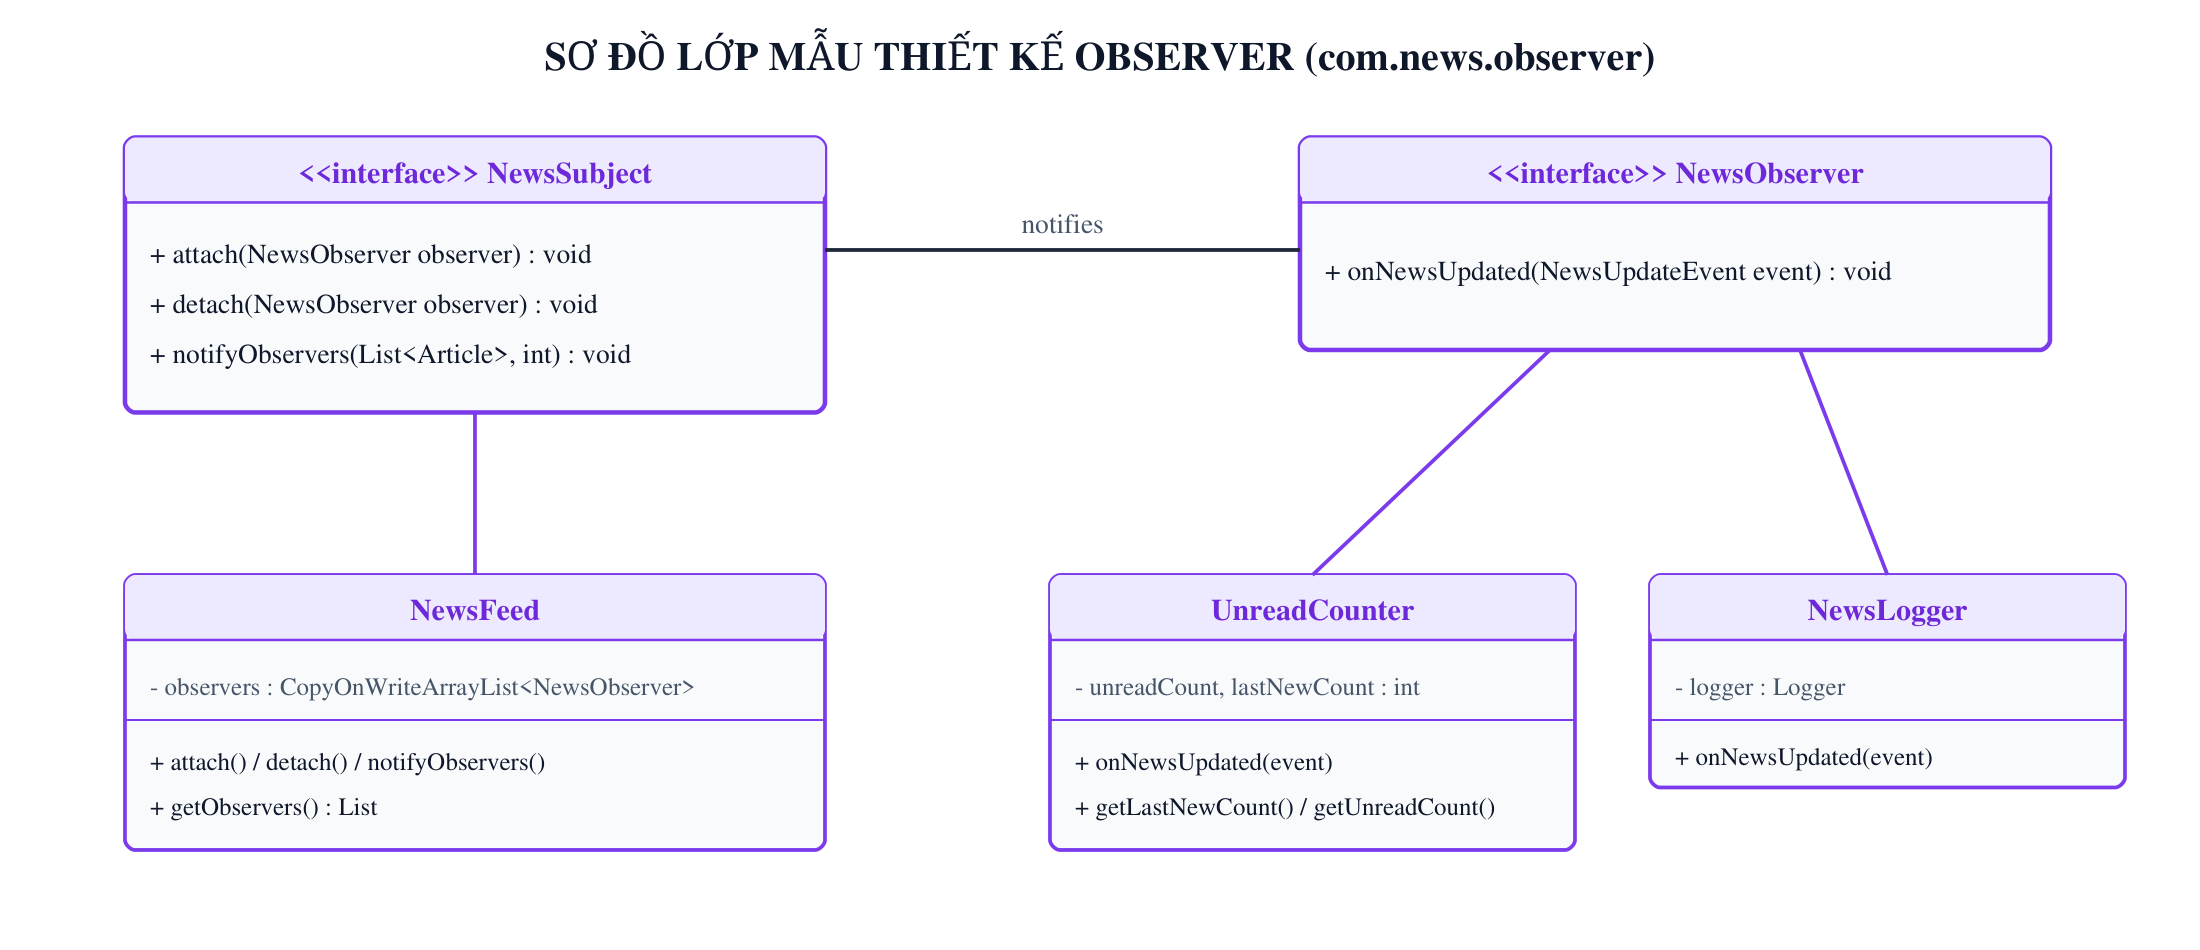 SƠ ĐỒ LỚP MẪU THIẾT KẾ OBSERVER (com.news.observer)
<<interface>> NewsSubject
+ attach(NewsObserver observer) : void
+ detach(NewsObserver observer) : void
+ notifyObservers(List<Article>, int) : void
notifies
<<interface>> NewsObserver
+ onNewsUpdated(NewsUpdateEvent event) : void
NewsFeed
- observers : CopyOnWriteArrayList<NewsObserver>
+ attach() / detach() / notifyObservers()
+ getObservers() : List
UnreadCounter
- unreadCount, lastNewCount : int
+ onNewsUpdated(event)
+ getLastNewCount() / getUnreadCount()
NewsLogger
- logger : Logger
+ onNewsUpdated(event)